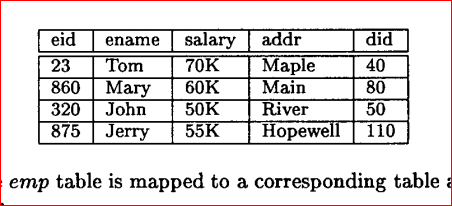 eid ename salary addr did
23 Tom 70K Maple 40
860 Mary 60K Main 80
320 John 50K River 50
875 Jerry 55K Hopewell 110
emp table is mapped to a corresponding table